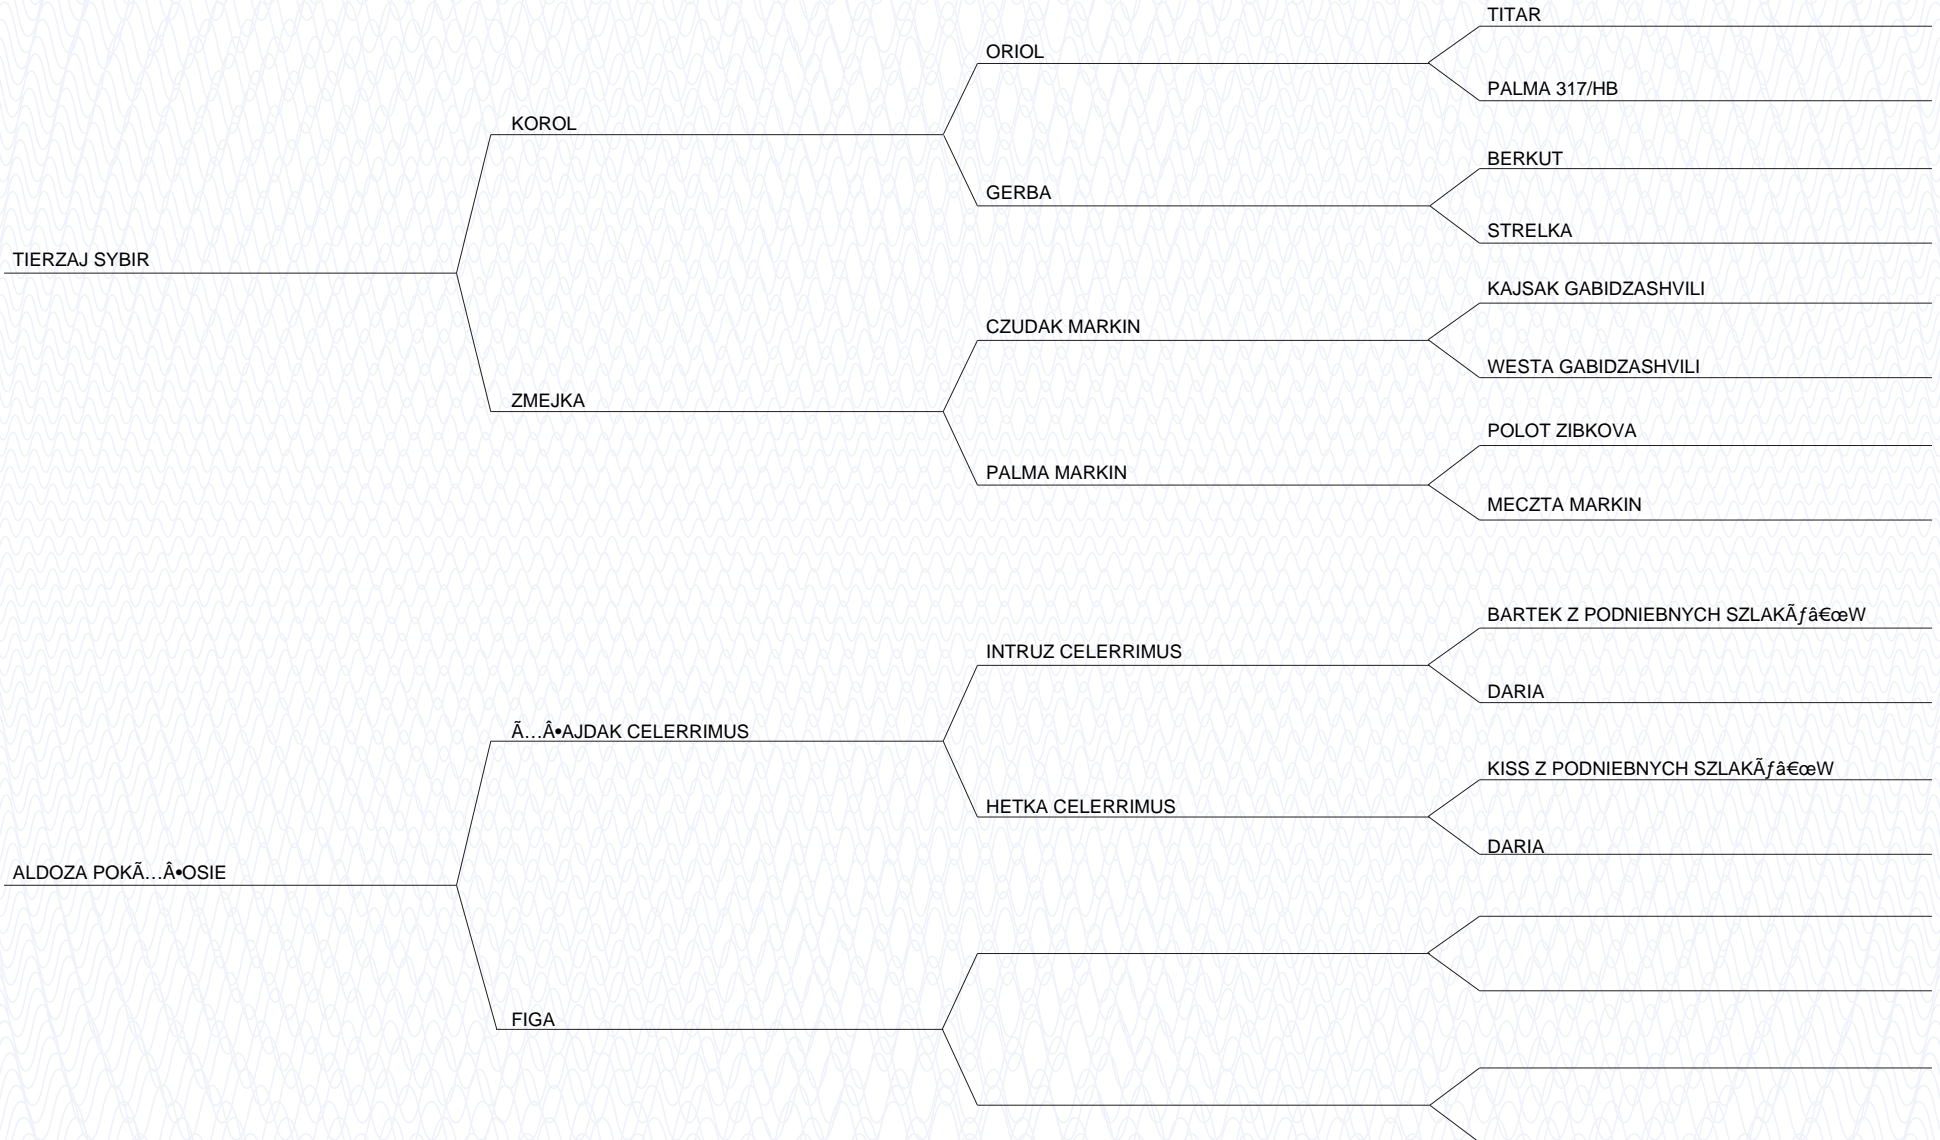 TITAR
ORIOL
PALMA 317/HB
KOROL
BERKUT
GERBA
STRELKA
TIERZAJ SYBIR
KAJSAK GABIDZASHVILI
CZUDAK MARKIN
WESTA GABIDZASHVILI
ZMEJKA
POLOT ZIBKOVA
PALMA MARKIN
MECZTA MARKIN
BARTEK Z PODNIEBNYCH SZLAKÃƒâ€œW
INTRUZ CELERRIMUS
DARIA
Ã…Â•AJDAK CELERRIMUS
KISS Z PODNIEBNYCH SZLAKÃƒâ€œW
HETKA CELERRIMUS
DARIA
ALDOZA POKÃ…Â•OSIE
FIGA